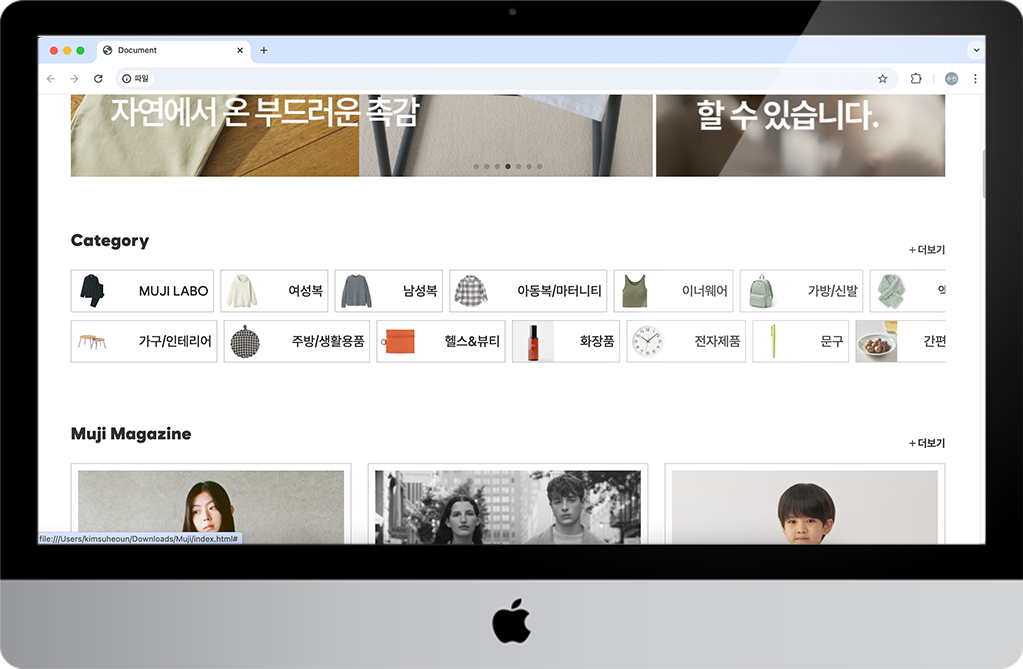 Document
파일
자연에서 온 부드러운 촉감
할 수 있습니다.
Category
+ 더보기
MUJI LABO
여성복
남성복
아동복/마터니티
이너웨어
가방/신발
가구/인테리어
주방/생활용품
헬스&뷰티
화장품
전자제품
문구
간편
Muji Magazine
+ 더보기
file:///Users/kimsuheoun/Downloads/Muji/index.html#